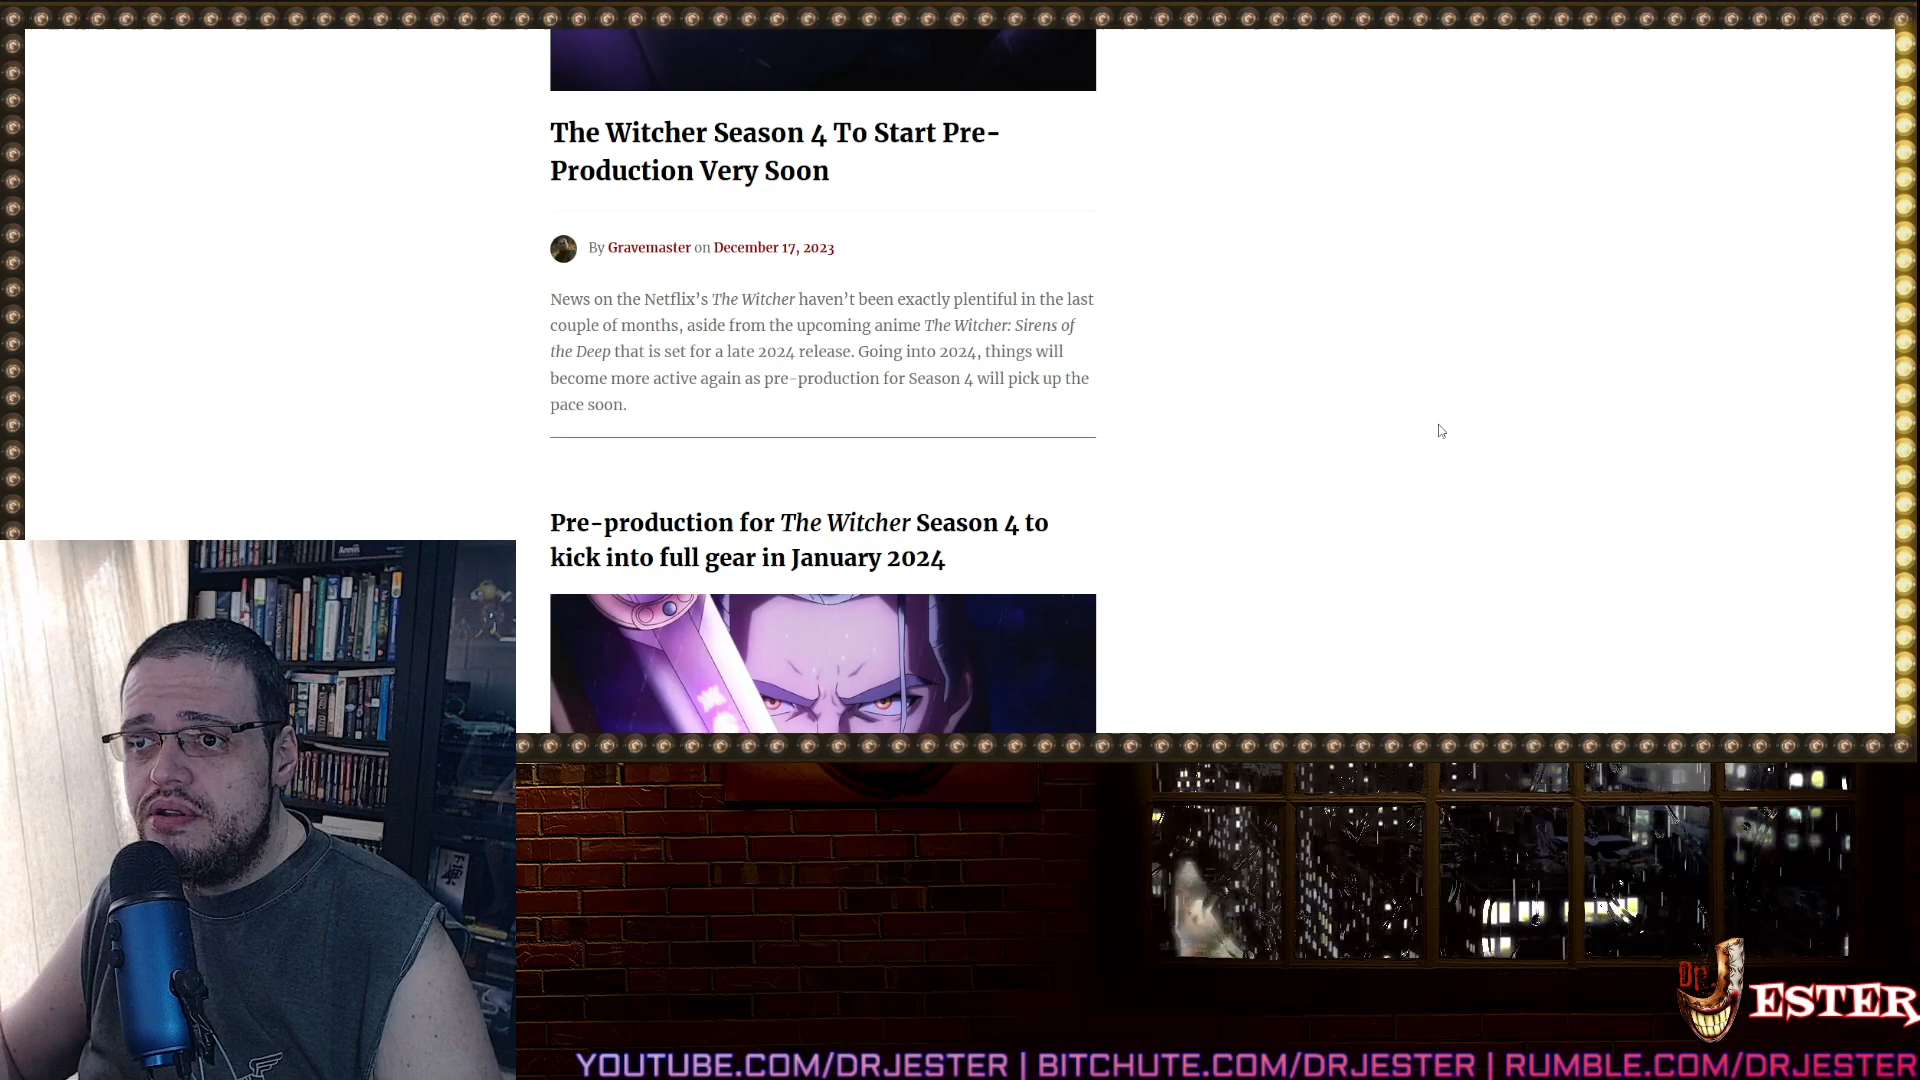 The Witcher Season 4 To Start Pre-
Production Very Soon
By Gravemaster on December 17, 2023
News on the Netflix’s The Witcher haven’t been exactly plentiful in the last
couple of months, aside from the upcoming anime The Witcher: Sirens of
the Deep that is set for a late 2024 release. Going into 2024, things will
become more active again as pre-production for Season 4 will pick up the
pace soon.
Pre-production for The Witcher Season 4 to
kick into full gear in January 2024
Dr.
JESTER
YOUTUBE.COM/DRJESTER | BITCHUTE.COM/DRJESTER | RUMBLE.COM/DRJESTER